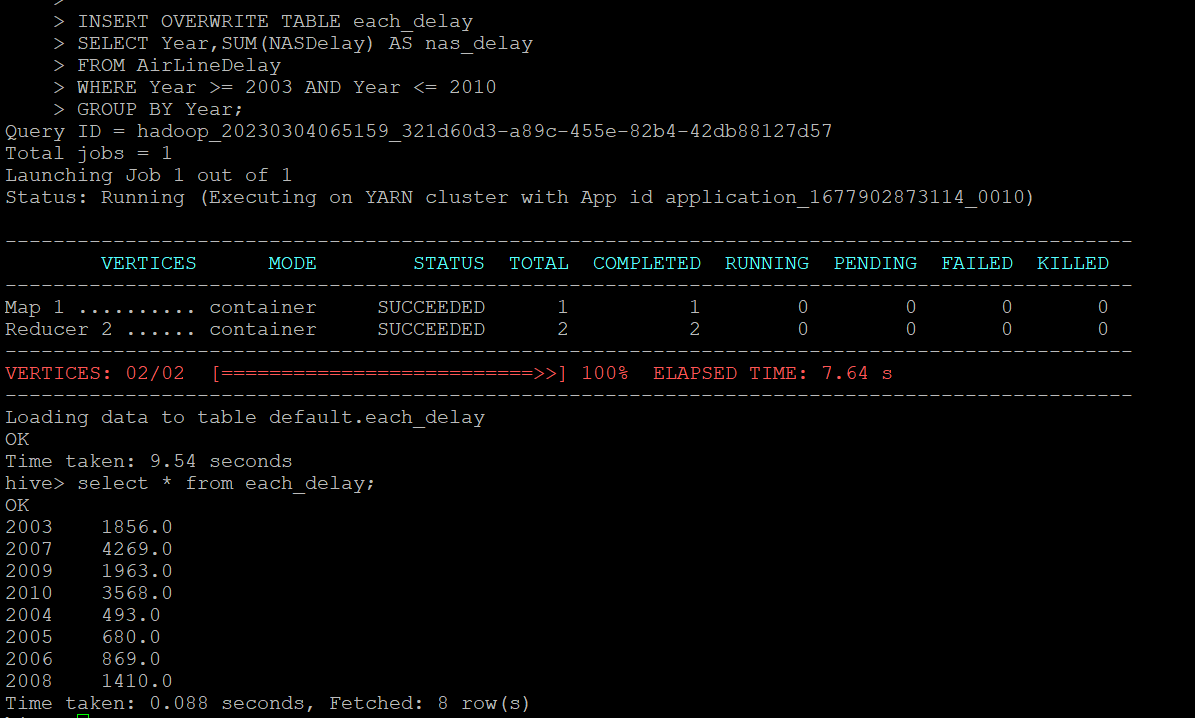 >
> INSERT OVERWRITE TABLE each_delay
> SELECT Year,SUM(NASDelay) AS nas_delay
> FROM AirLineDelay
> WHERE Year >= 2003 AND Year <= 2010
> GROUP BY Year;
Query ID = hadoop_20230304065159_321d60d3-a89c-455e-82b4-42db88127d57
Total jobs = 1
Launching Job 1 out of 1
Status: Running (Executing on YARN cluster with App id application_1677902873114_0010)
----------------------------------------------------------------------------------------------
VERTICES MODE STATUS TOTAL COMPLETED RUNNING PENDING FAILED KILLED
----------------------------------------------------------------------------------------------
Map 1 .......... container SUCCEEDED 1 1 0 0 0 0
Reducer 2 ...... container SUCCEEDED 2 2 0 0 0 0
----------------------------------------------------------------------------------------------
VERTICES: 02/02 [==========================>>] 100% ELAPSED TIME: 7.64 s
----------------------------------------------------------------------------------------------
Loading data to table default.each_delay
OK
Time taken: 9.54 seconds
hive> select * from each_delay;
OK
2003 1856.0
2007 4269.0
2009 1963.0
2010 3568.0
2004 493.0
2005 680.0
2006 869.0
2008 1410.0
Time taken: 0.088 seconds, Fetched: 8 row(s)